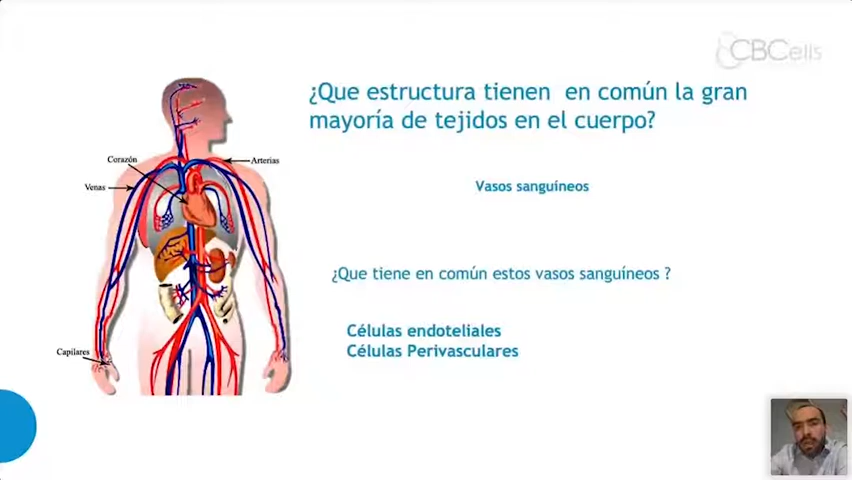 CBCells
¿Que estructura tienen en común la gran
mayoría de tejidos en el cuerpo?
Corazón
Arterias
Venas
Vasos sanguíneos
¿Que tiene en común estos vasos sanguíneos ?
Células endoteliales
Células Perivasculares
Capilares